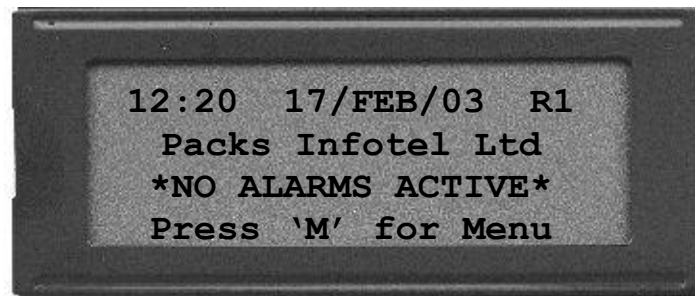 12:20 17/FEB/03 R1
Packs Infotel Ltd
*NO ALARMS ACTIVE*
Press ‘M’ for Menu